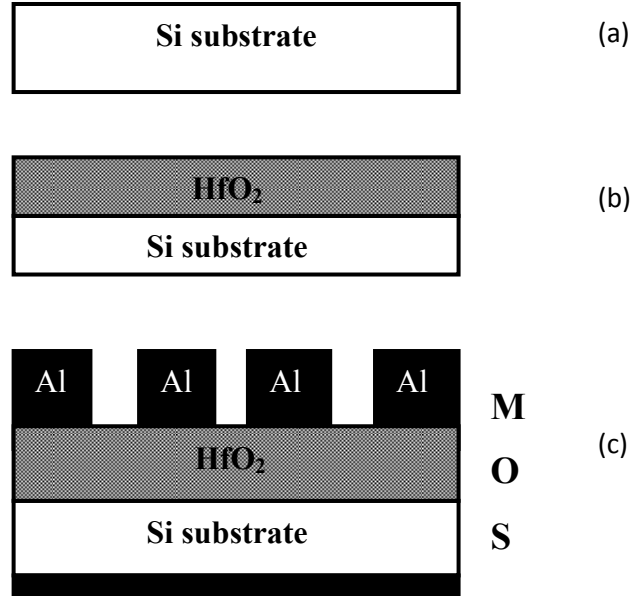 Si substrate
(a)
HfO₂
(b)
Si substrate
Al Al Al Al
M
HfO₂
(c)
O
Si substrate
S